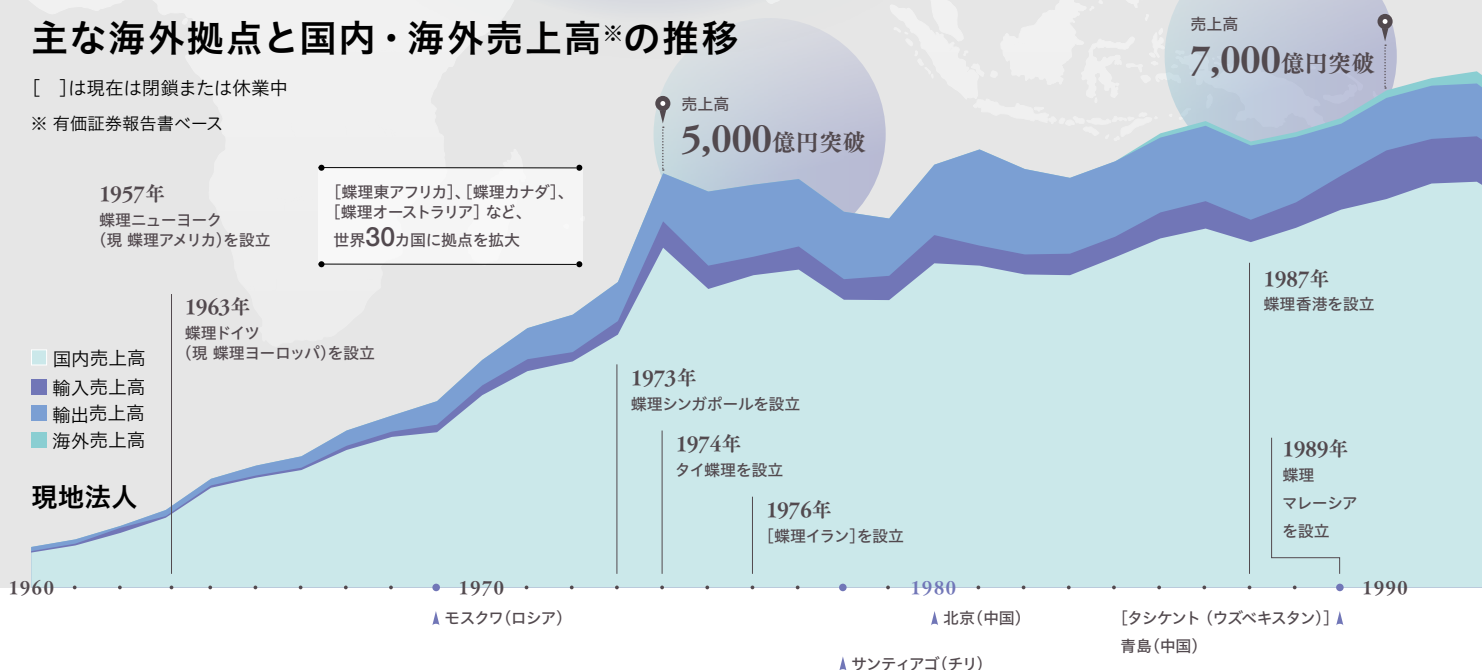 主な海外拠点と国内・海外売上高※の推移
[　]は現在は閉鎖または休業中
※ 有価証券報告書ベース
売上高
7,000億円突破
売上高
5,000億円突破
1957年
蝶理ニューヨーク
(現 蝶理アメリカ)を設立
[蝶理東アフリカ]、[蝶理カナダ]、
[蝶理オーストラリア] など、
世界30カ国に拠点を拡大
1963年
蝶理ドイツ
(現 蝶理ヨーロッパ)を設立
国内売上高
輸入売上高
輸出売上高
海外売上高
1973年
蝶理シンガポールを設立
1974年
タイ蝶理を設立
1976年
[蝶理イラン]を設立
1987年
蝶理香港を設立
1989年
蝶理
マレーシア
を設立
現地法人
1960 1970 1980 1990
モスクワ(ロシア)
北京(中国)
[タシケント (ウズベキスタン)]
青島(中国)
サンティアゴ(チリ)